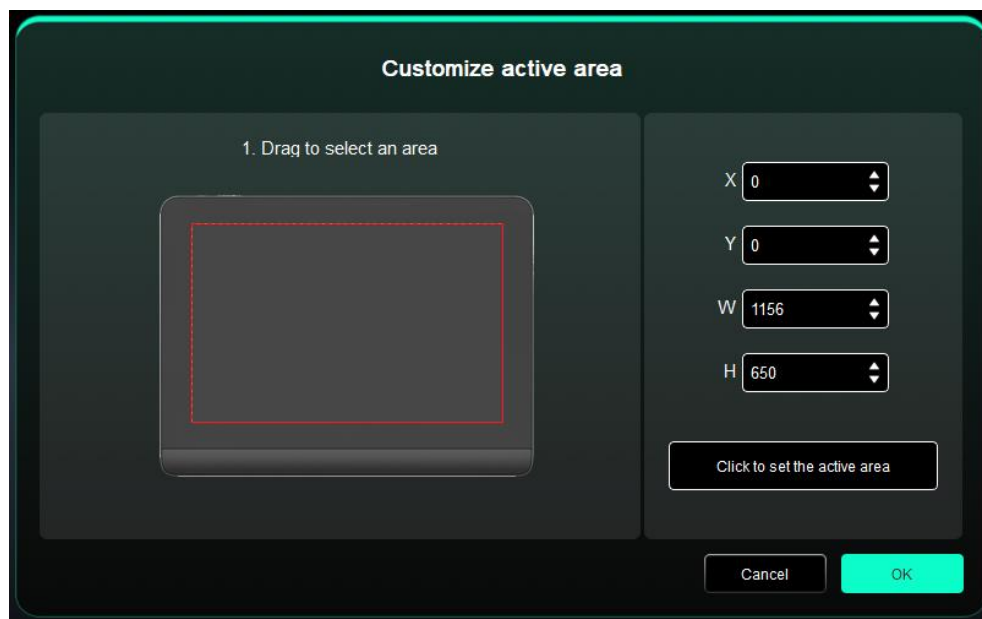 Customize active area
1. Drag to select an area
X 0
Y 0
W 1156
H 650
Click to set the active area
Cancel
OK